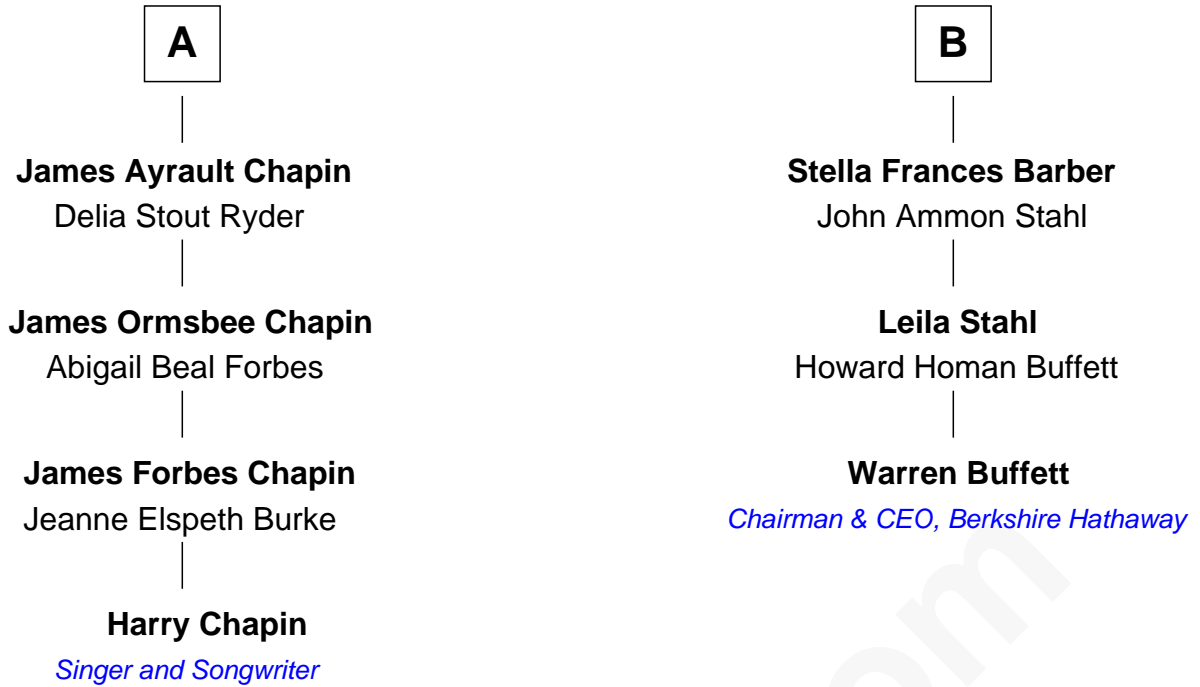 A
James Ayrault Chapin
Delia Stout Ryder
James Ormsbee Chapin
Abigail Beal Forbes
James Forbes Chapin
Jeanne Elspeth Burke
Harry Chapin
Singer and Songwriter
B
Stella Frances Barber
John Ammon Stahl
Leila Stahl
Howard Homan Buffett
Warren Buffett
Chairman & CEO, Berkshire Hathaway
om